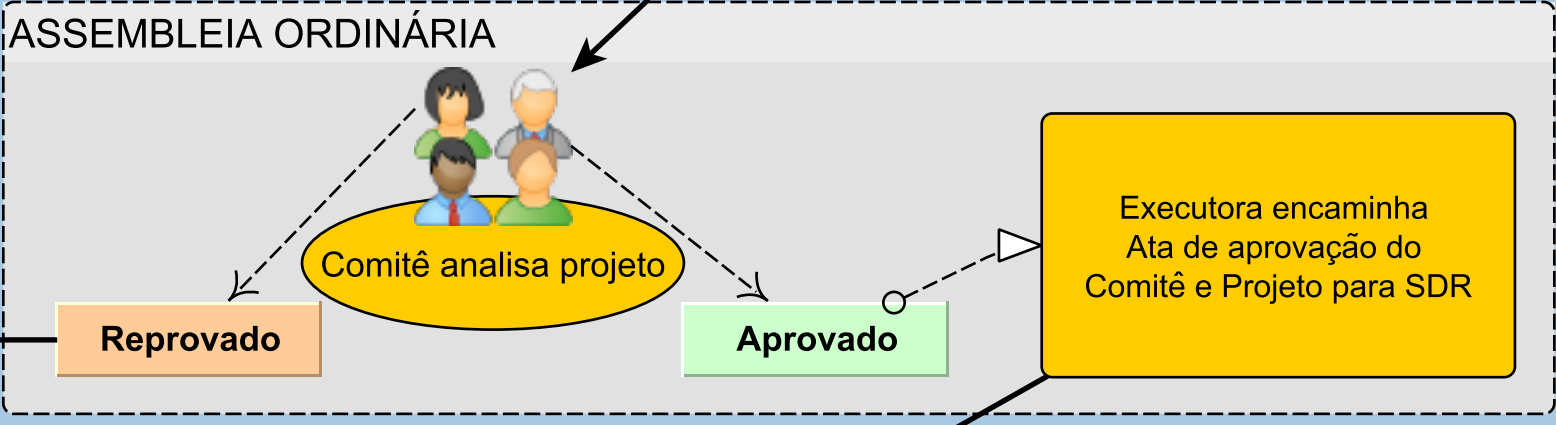 ASSEMBLEIA ORDINÁRIA
Comitê analisa projeto
Reprovado
Aprovado
Executora encaminha
Ata de aprovação do
Comitê e Projeto para SDR